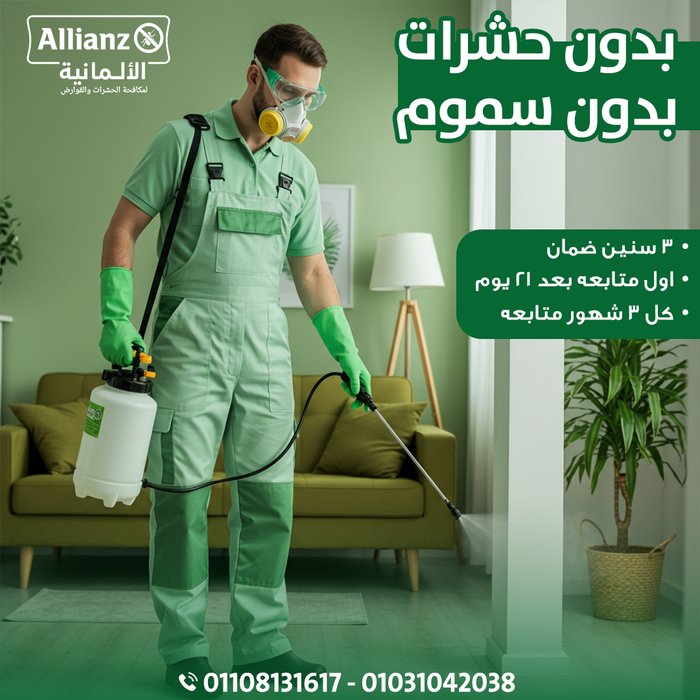 Allianz
الألمانية
لمكافحة الحشرات والقوارض
بدون حشرات
بدون سموم
• ٣ سنين ضمان
• اول متابعه بعد ٢١ يوم
• كل ٣ شهور متابعه
01108131617 - 01031042038